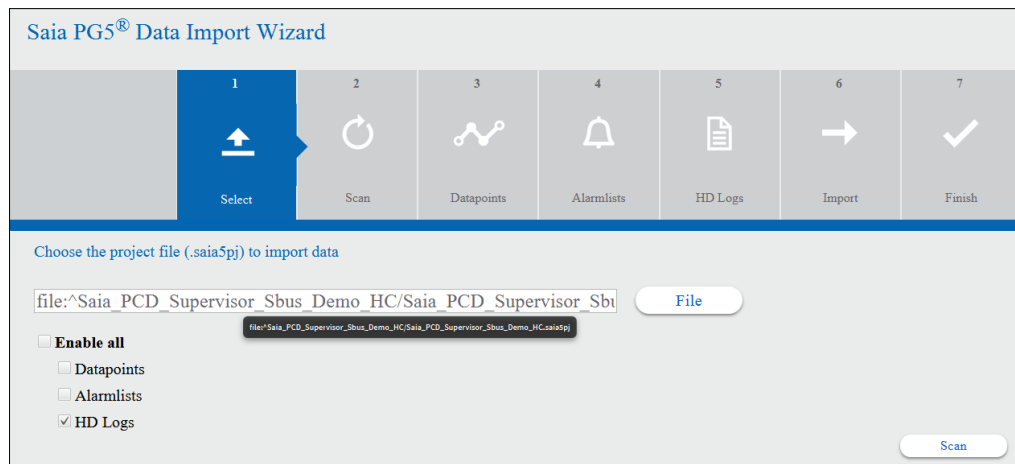 Saia PG5® Data Import Wizard
1 2 3 4 5 6 7
Select Scan Datapoints Alarmlists HD Logs Import Finish
Choose the project file (.saia5pj) to import data
file:^Saia_PCD_Supervisor_Sbus_Demo_HC/Saia_PCD_Supervisor_Sbu File
file:^Saia_PCD_Supervisor_Sbus_Demo_HC/Saia_PCD_Supervisor_Sbus_Demo_HC.saia5pj
Enable all
Datapoints
Alarmlists
HD Logs
Scan